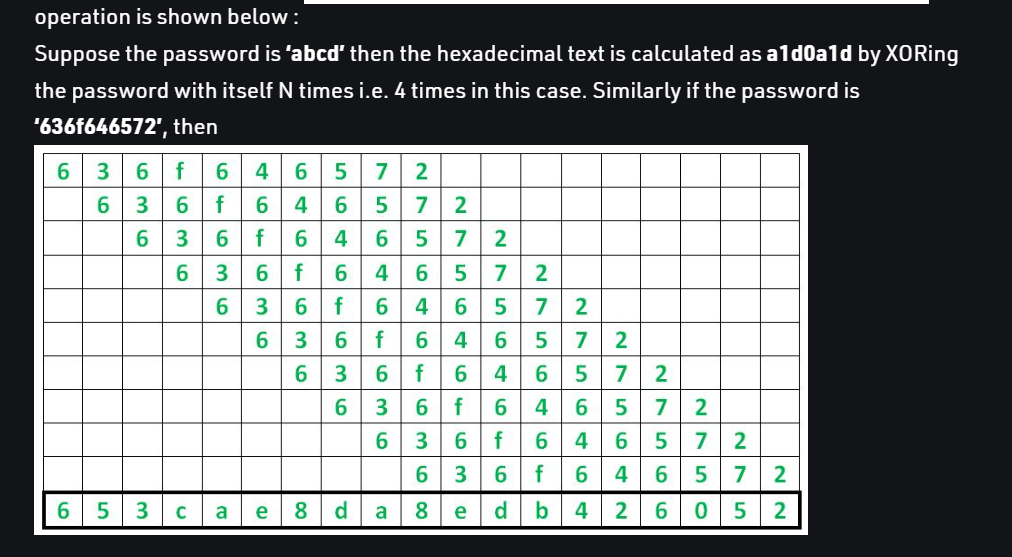 operation is shown below :
Suppose the password is ‘abcd’ then the hexadecimal text is calculated as a1d0a1d by XORing
the password with itself N times i.e. 4 times in this case. Similarly if the password is
‘636f646572’, then
6 3 6 f 6 4 6 5 7 2
6 3 6 f 6 4 6 5 7 2
6 3 6 f 6 4 6 5 7 2
6 3 6 f 6 4 6 5 7 2
6 3 6 f 6 4 6 5 7 2
6 3 6 f 6 4 6 5 7 2
6 3 6 f 6 4 6 5 7 2
6 3 6 f 6 4 6 5 7 2
6 3 6 f 6 4 6 5 7 2
6 3 6 f 6 4 6 5 7 2
6 5 3 c a e 8 d a 8 e d b 4 2 6 0 5 2